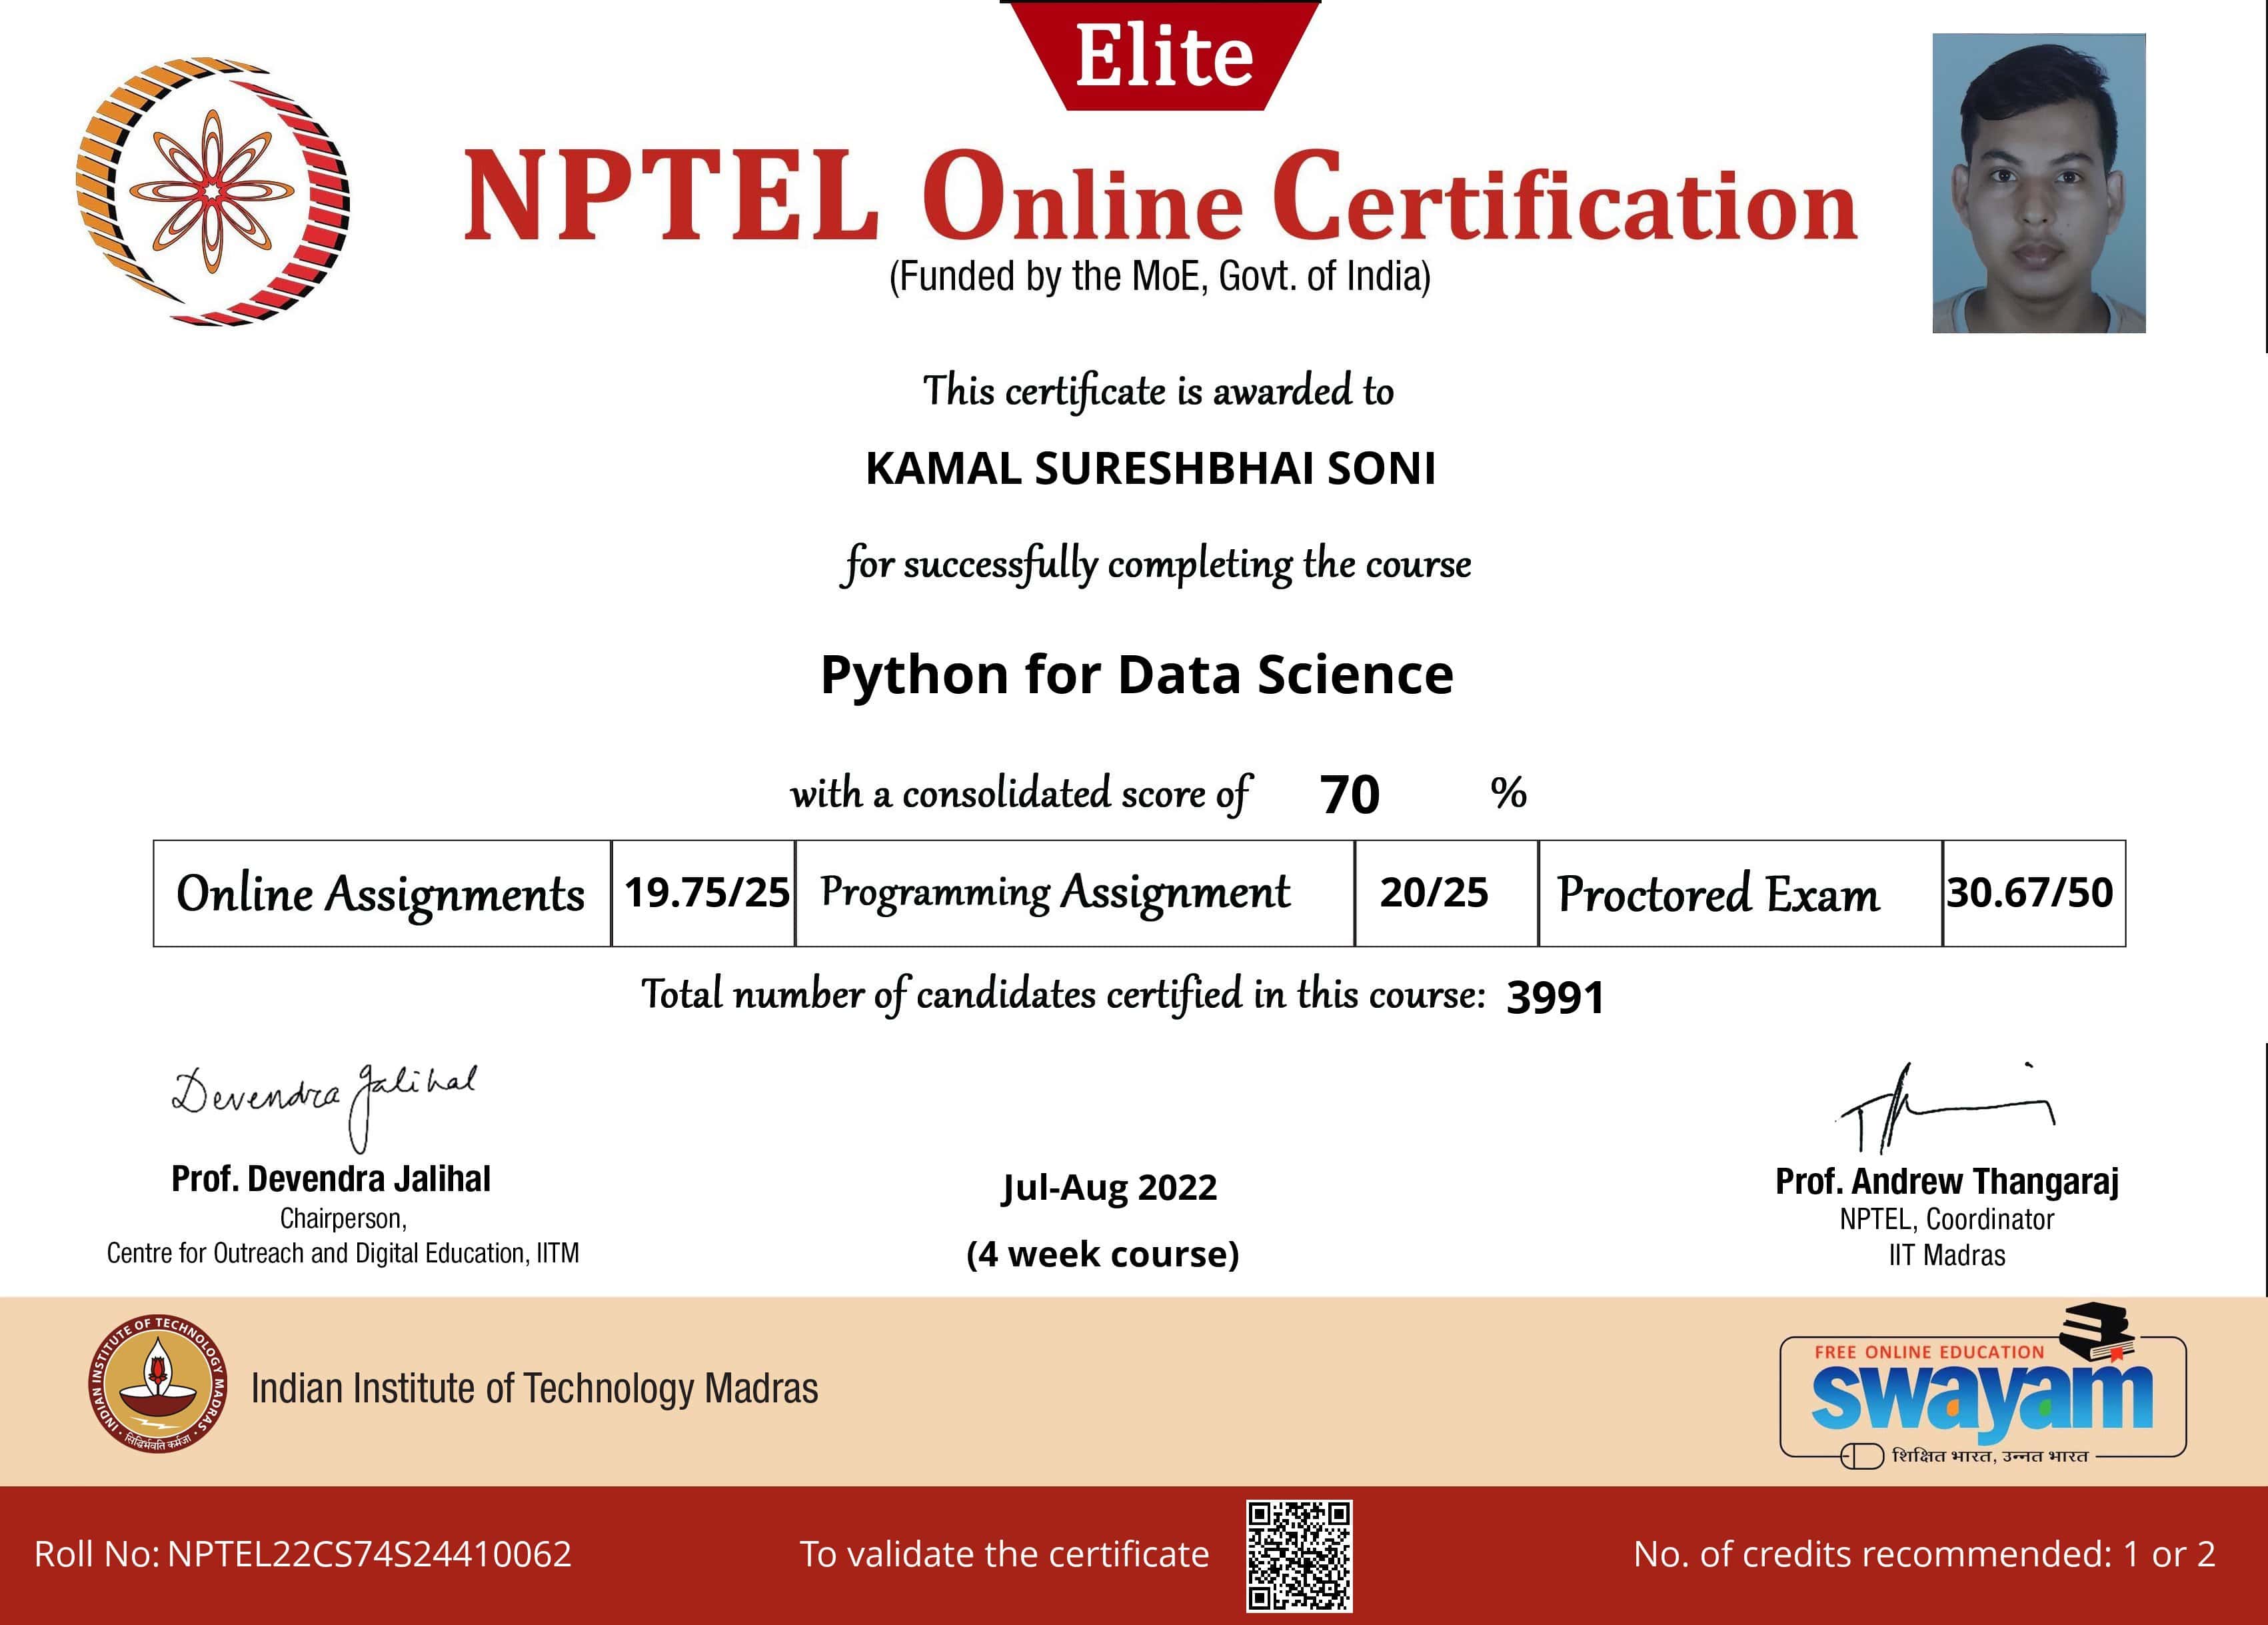 Elite
NPTEL Online Certification
(Funded by the MoE, Govt. of India)
This certificate is awarded to
KAMAL SURESHBHAI SONI
for successfully completing the course
Python for Data Science
with a consolidated score of 70 %
Online Assignments 19.75/25 Programming Assignment 20/25 Proctored Exam 30.67/50
Total number of candidates certified in this course: 3991
Devendra Jalihal
Prof. Devendra Jalihal
Chairperson,
Centre for Outreach and Digital Education, IITM
Jul-Aug 2022
(4 week course)
Prof. Andrew Thangaraj
NPTEL, Coordinator
IIT Madras
INDIAN INSTITUTE OF TECHNOLOGY MADRAS
सिद्धिर्भवति कर्मजा
Indian Institute of Technology Madras
FREE ONLINE EDUCATION
swayam
शिक्षित भारत, उन्नत भारत
Roll No: NPTEL22CS74S24410062
To validate the certificate
No. of credits recommended: 1 or 2